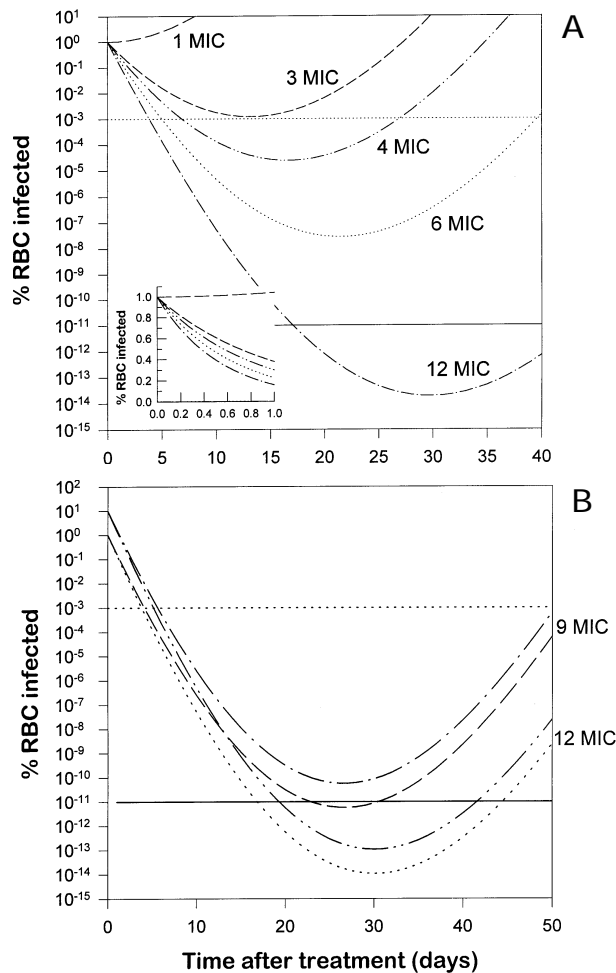 A
% RBC infected
10¹
10⁰
10⁻¹
10⁻²
10⁻³
10⁻⁴
10⁻⁵
10⁻⁶
10⁻⁷
10⁻⁸
10⁻⁹
10⁻¹⁰
10⁻¹¹
10⁻¹²
10⁻¹³
10⁻¹⁴
10⁻¹⁵
1 MIC
3 MIC
4 MIC
6 MIC
12 MIC
% RBC infected
1.0
0.8
0.6
0.4
0.2
0.0
0.0 0.2 0.4 0.6 0.8 1.0
0 5 10 15 20 25 30 35 40
B
% RBC infected
10²
10¹
10⁰
10⁻¹
10⁻²
10⁻³
10⁻⁴
10⁻⁵
10⁻⁶
10⁻⁷
10⁻⁸
10⁻⁹
10⁻¹⁰
10⁻¹¹
10⁻¹²
10⁻¹³
10⁻¹⁴
10⁻¹⁵
9 MIC
12 MIC
0 10 20 30 40 50
Time after treatment (days)